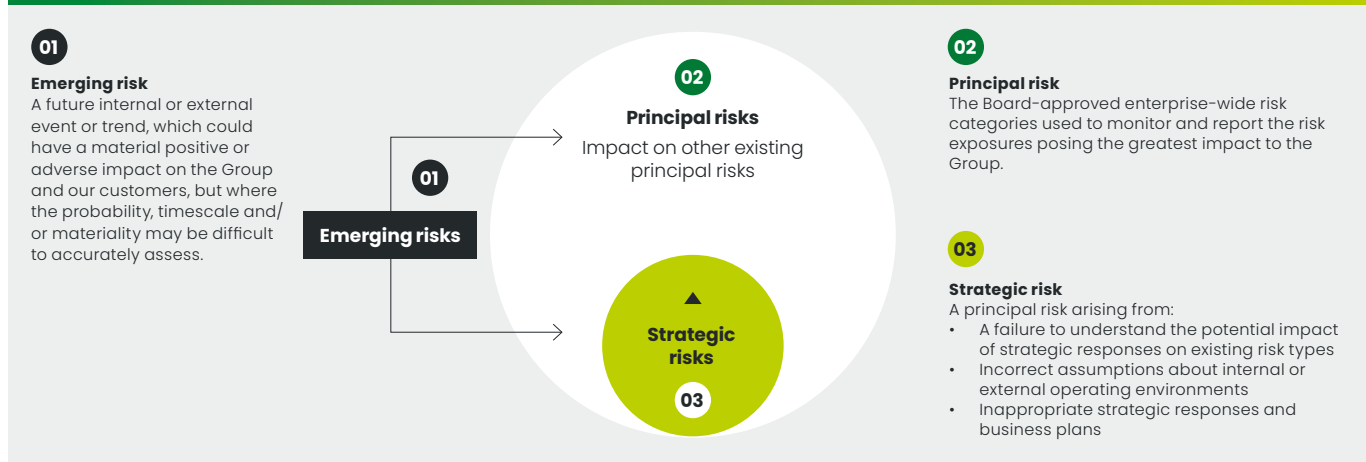 01
Emerging risk
A future internal or external
event or trend, which could
have a material positive or
adverse impact on the Group
and our customers, but where
the probability, timescale and/
or materiality may be difficult
to accurately assess.
01
Emerging risks
02
Principal risks
Impact on other existing
principal risks
Strategic
risks
03
02
Principal risk
The Board-approved enterprise-wide risk
categories used to monitor and report the risk
exposures posing the greatest impact to the
Group.
03
Strategic risk
A principal risk arising from:
• A failure to understand the potential impact
of strategic responses on existing risk types
• Incorrect assumptions about internal or
external operating environments
• Inappropriate strategic responses and
business plans